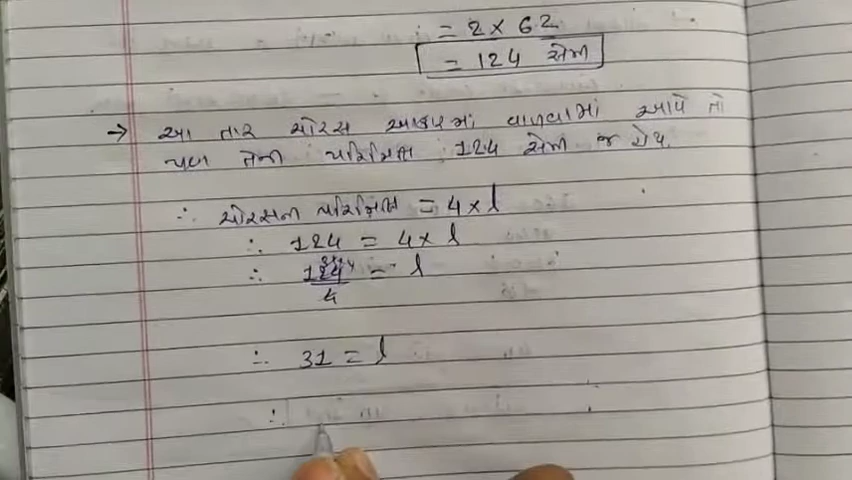 = 2 × 62
= 124 સેમી
→ આ તાર ચોરસ આકારમાં વાળવામાં આવે તો
પણ તેની પરિમિતિ 124 સેમી જ થાય
∴ ચોરસની પરિમિતિ = 4 × l
∴ 124 = 4 × l
∴ 124 = l
4
∴ 31 = l
∴